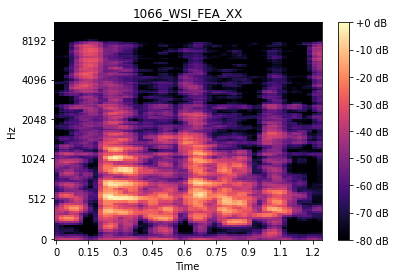 1066_WSI_FEA_XX
Hz
8192
4096
2048
1024
512
0
0 0.15 0.3 0.45 0.6 0.75 0.9 1.1 1.2
Time
+0 dB
-10 dB
-20 dB
-30 dB
-40 dB
-50 dB
-60 dB
-70 dB
-80 dB